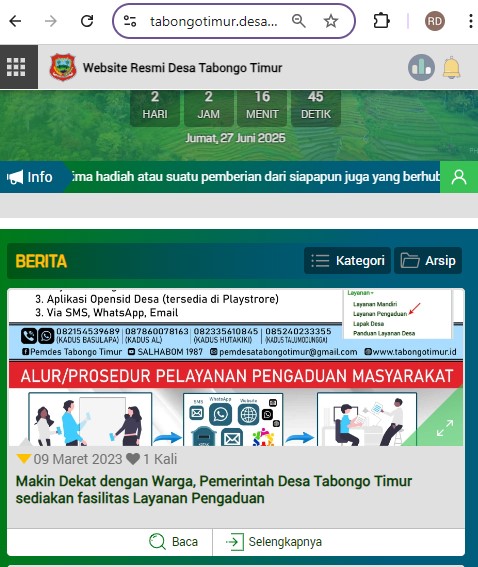 tabongotimur.desa...
RD
Website Resmi Desa Tabongo Timur
2 2 16 45
HARI JAM MENIT DETIK
Jumat, 27 Juni 2025
Info
ima hadiah atau suatu pemberian dari siapapun juga yang berhub
BERITA
Kategori
Arsip
3. Aplikasi Opensid Desa (tersedia di Playstrore)
3. Via SMS, WhatsApp, Email
Layanan
Layanan Mandiri
Layanan Pengaduan
Lapak Desa
Panduan Layanan Desa
082154539689 |087860078163 |082335610845 | 085240233355
(KADUS BASULAPA) (KADUS AL) (KADUS HUTAKIKI) (KADUS TALUMOLUNGGA)
Pemdes Tabongo Timur SALHABOM 1987 pemdesatabongotimur@gmail.com www.tabongotimur.id
ALUR/PROSEDUR PELAYANAN PENGADUAN MASYARAKAT
SMS WhatsApp Website
09 Maret 2023 1 Kali
Makin Dekat dengan Warga, Pemerintah Desa Tabongo Timur
sediakan fasilitas Layanan Pengaduan
Baca
Selengkapnya